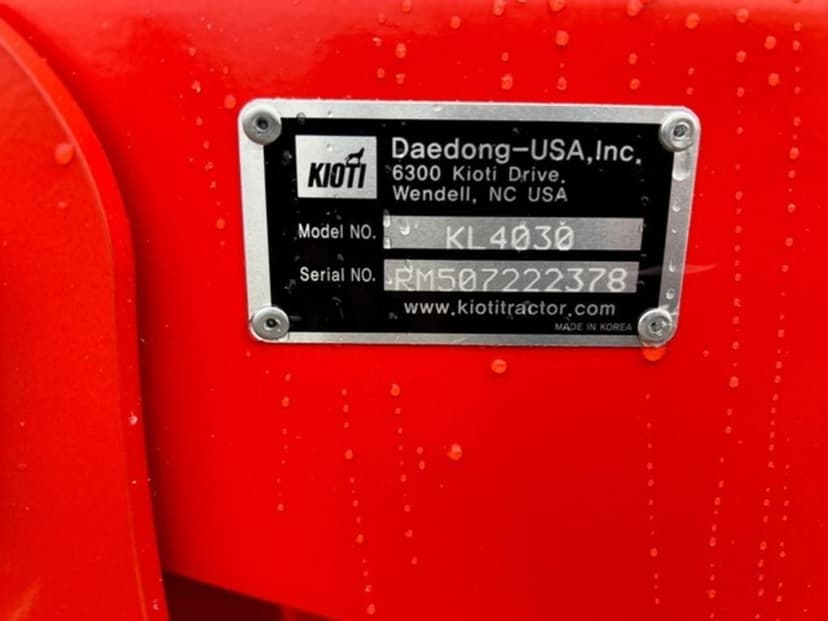 KIOTI
Daedong-USA,Inc.
6300 Kioti Drive.
Wendell, NC USA
Model NO. KL4030
Serial NO. RM507222378
www.kiotitractor.com
MADE IN KOREA